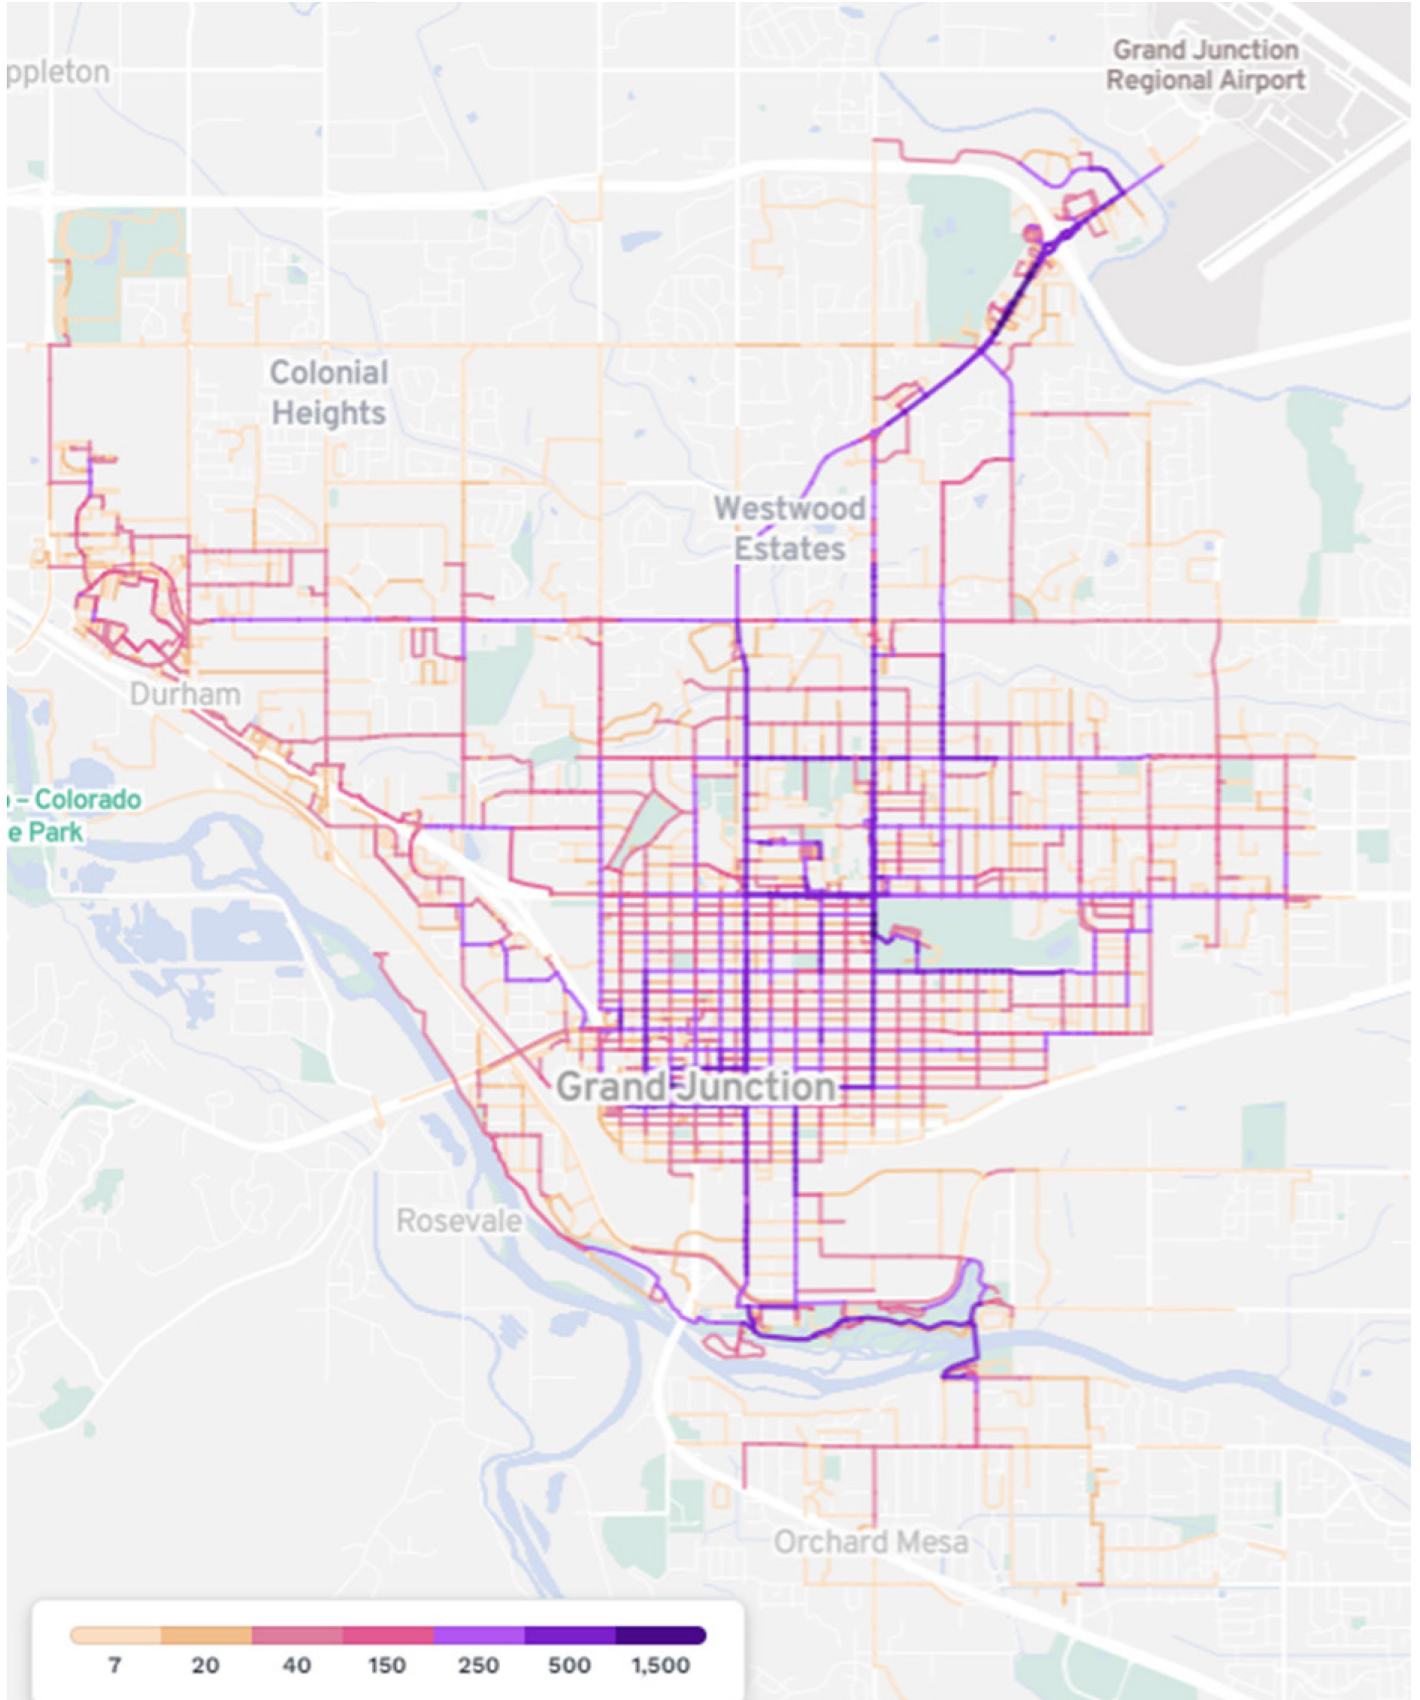 Grand Junction
Regional Airport
ppleton
Colonial
Heights
Westwood
Estates
Durham
– Colorado
e Park
Grand Junction
Rosevale
Orchard Mesa
7 20 40 150 250 500 1,500